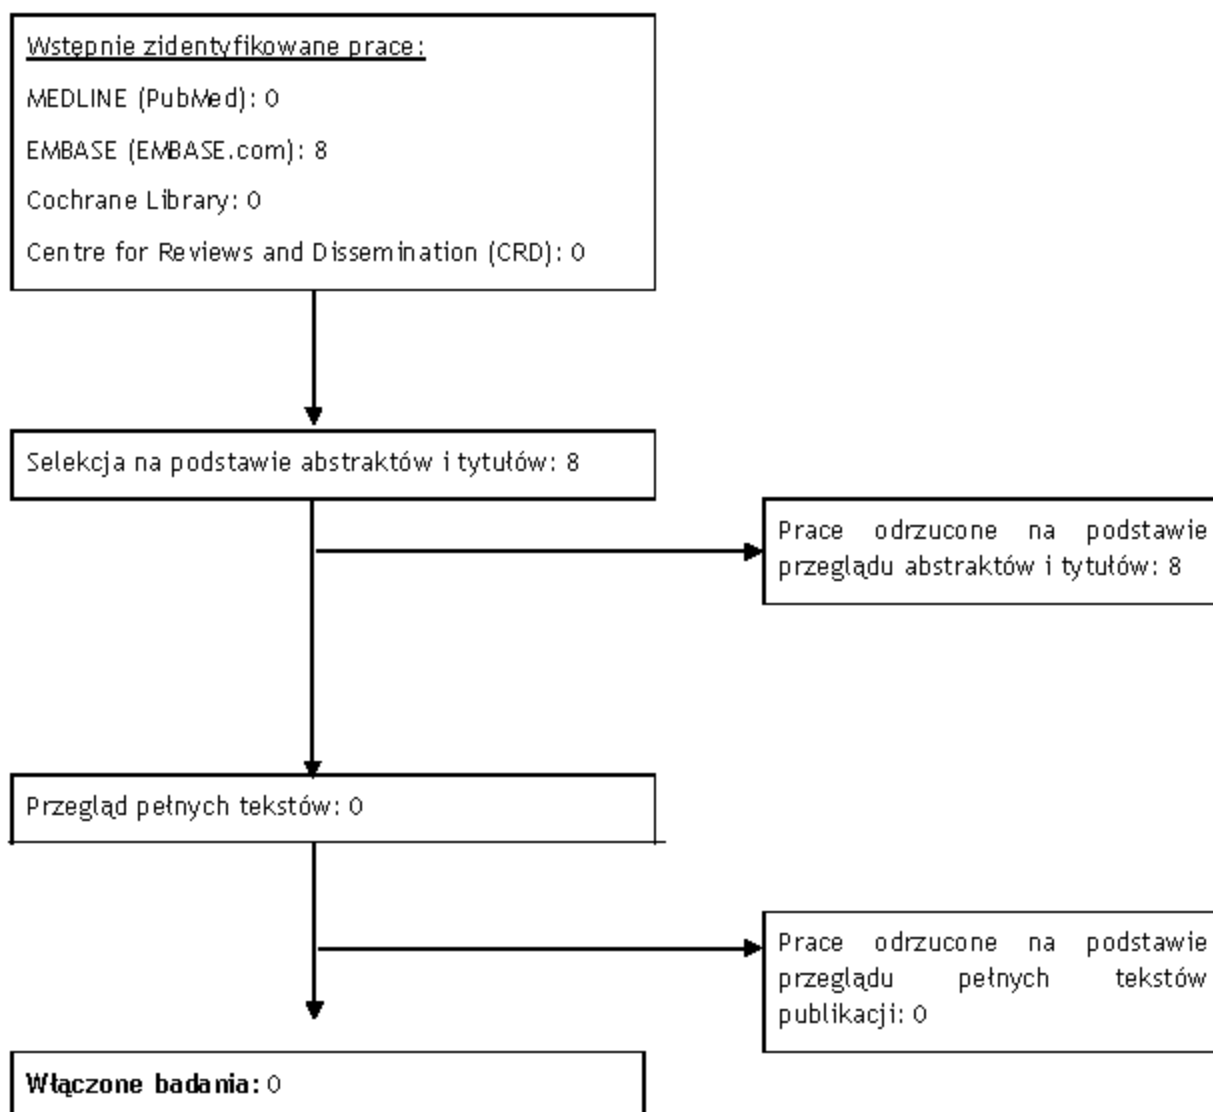 Wstępnie zidentyfikowane prace:
MEDLINE (PubMed): 0
EMBASE (EMBASE.com): 8
Cochrane Library: 0
Centre for Reviews and Dissemination (CRD): 0
Selekcja na podstawie abstraktów i tytułów: 8
Prace odrzucone na podstawie
przeglądu abstraktów i tytułów: 8
Przegląd pełnych tekstów: 0
Prace odrzucone na podstawie
przeglądu pełnych tekstów
publikacji: 0
Włączone badania: 0